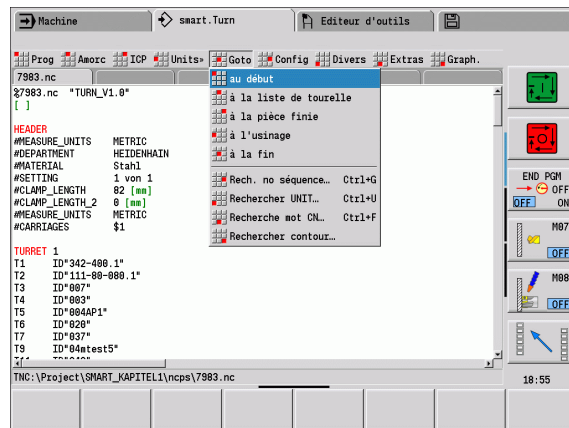 Machine smart.Turn Editeur d'outils
Prog Amorc ICP Units» Goto Config Divers Extras Graph.
7983.nc
%7983.nc "TURN_V1.0"
[ ]
HEADER
#MEASURE_UNITS METRIC
#DEPARTMENT HEIDENHAIN
#MATERIAL Stahl
#SETTING 1 von 1
#CLAMP_LENGTH 82 [mm]
#CLAMP_LENGTH_2 0 [mm]
#MEASURE_UNITS METRIC
#CARRIAGES $1
TURRET 1
T1 ID"342-400.1"
T2 ID"111-80-080.1"
T3 ID"007"
T4 ID"003"
T5 ID"004AP1"
T6 ID"020"
T7 ID"037"
T9 ID"04mtest5"
au début
à la liste de tourelle
à la pièce finie
à l'usinage
à la fin
Rech. no séquence… Ctrl+G
Rechercher UNIT… Ctrl+U
Recherche mot CN… Ctrl+F
Rechercher contour…
END PGM
OFF
OFF ON
M07
OFF
M08
OFF
TNC:\Project\SMART_KAPITEL1\ncps\7983.nc
18:55